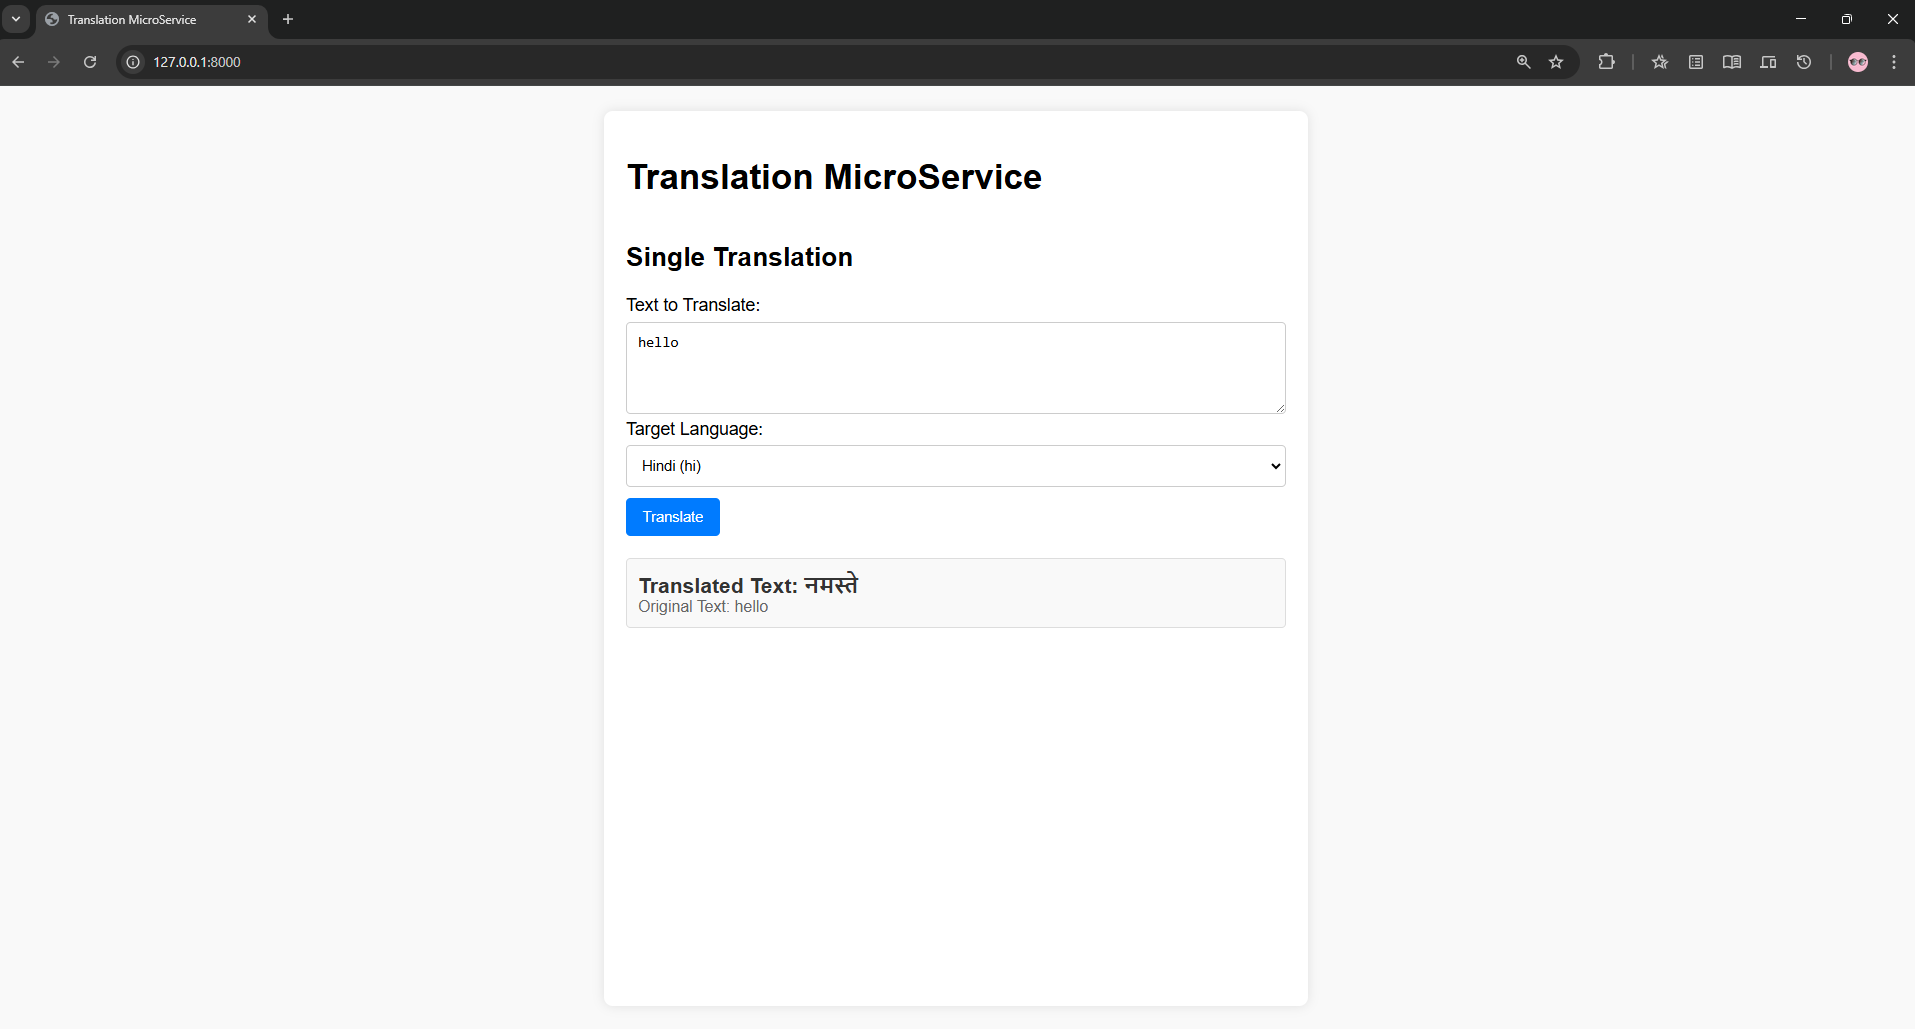 Translation MicroService
127.0.0.1:8000
Translation MicroService
Single Translation
Text to Translate:
hello
Target Language:
Hindi (hi)
Translate
Translated Text: नमस्ते
Original Text: hello